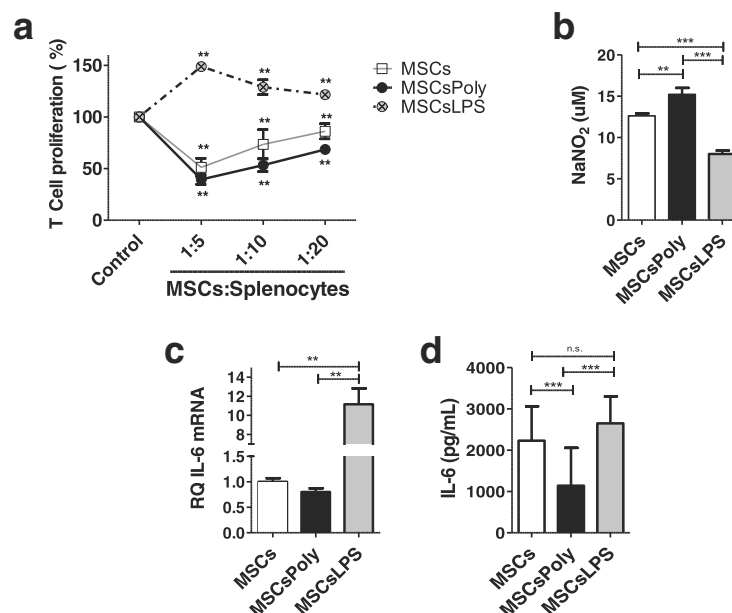 a
T Cell proliferation ( %)
150
100
50
0
**
**
**
**
**
**
**
**
**
Control
1:5
1:10
1:20
MSCs:Splenocytes
MSCs
MSCsPoly
MSCsLPS
b
NaNO2 (uM)
20
15
10
5
0
***
**
***
MSCs
MSCsPoly
MSCsLPS
c
RQ IL-6 mRNA
14
12
10
8
6
1.5
1.0
0.5
0.0
**
**
MSCs
MSCsPoly
MSCsLPS
d
IL-6 (pg/mL)
4000
3000
2000
1000
0
n.s.
***
***
MSCs
MSCsPoly
MSCsLPS